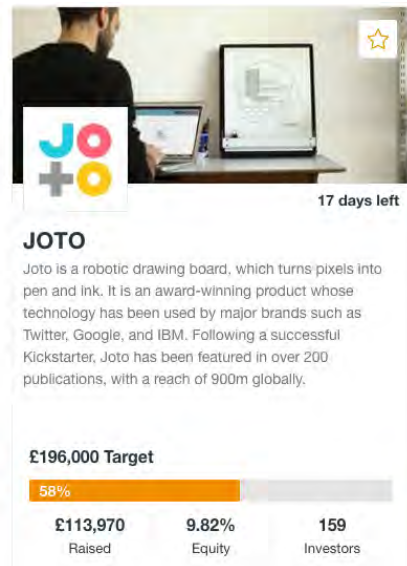 JO
TO
17 days left
JOTO
Joto is a robotic drawing board, which turns pixels into
pen and ink. It is an award-winning product whose
technology has been used by major brands such as
Twitter, Google, and IBM. Following a successful
Kickstarter, Joto has been featured in over 200
publications, with a reach of 900m globally.
£196,000 Target
58%
£113,970 9.82% 159
Raised Equity Investors